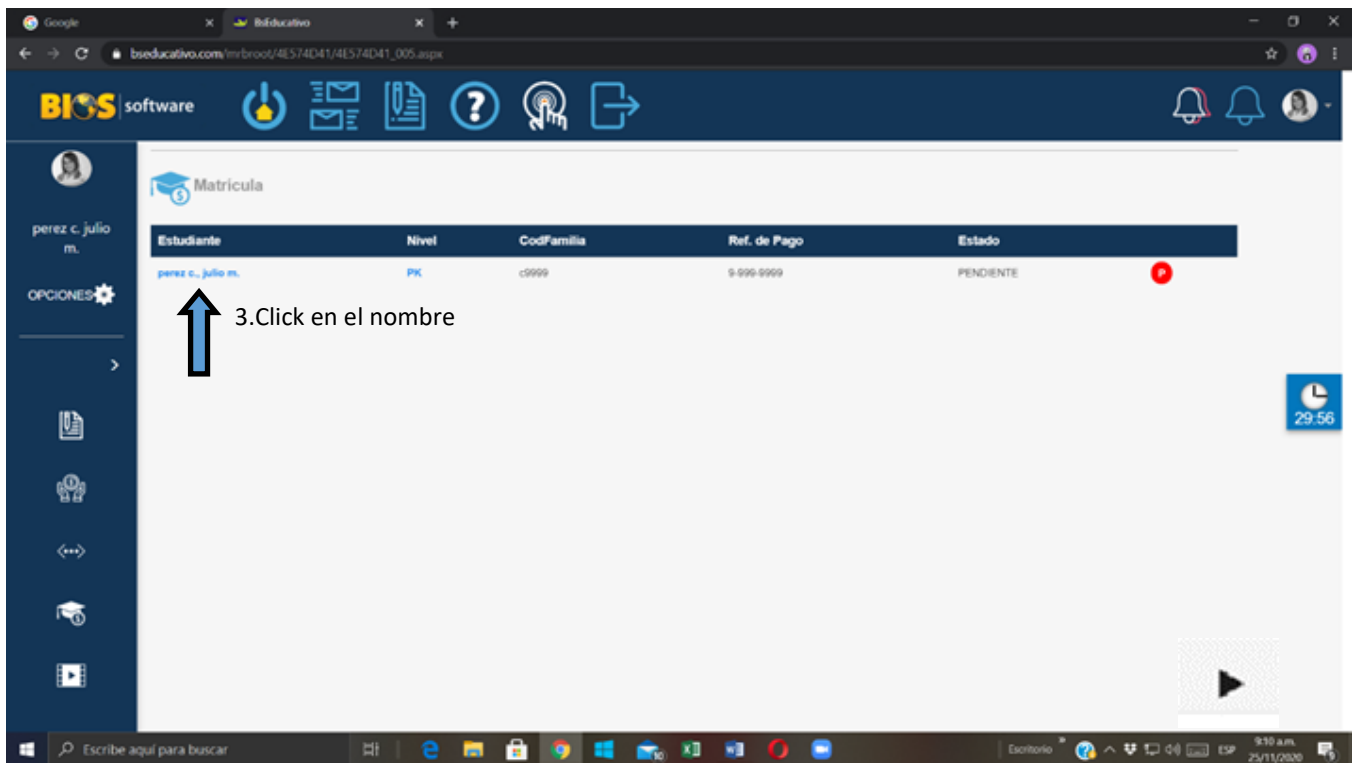 Google
BsEducativo
bseducativo.com/mrbroot/4E574D41/4E574D41_005.aspx
BIOS software
perez c. julio
m.
OPCIONES
Matrícula
Estudiante Nivel CodFamilia Ref. de Pago Estado
perez c., julio m. PK c9999 9-999-9999 PENDIENTE P
3.Click en el nombre
29:56
Escribe aquí para buscar
10
Escritorio
ESP
9:10 a.m.
25/11/2020